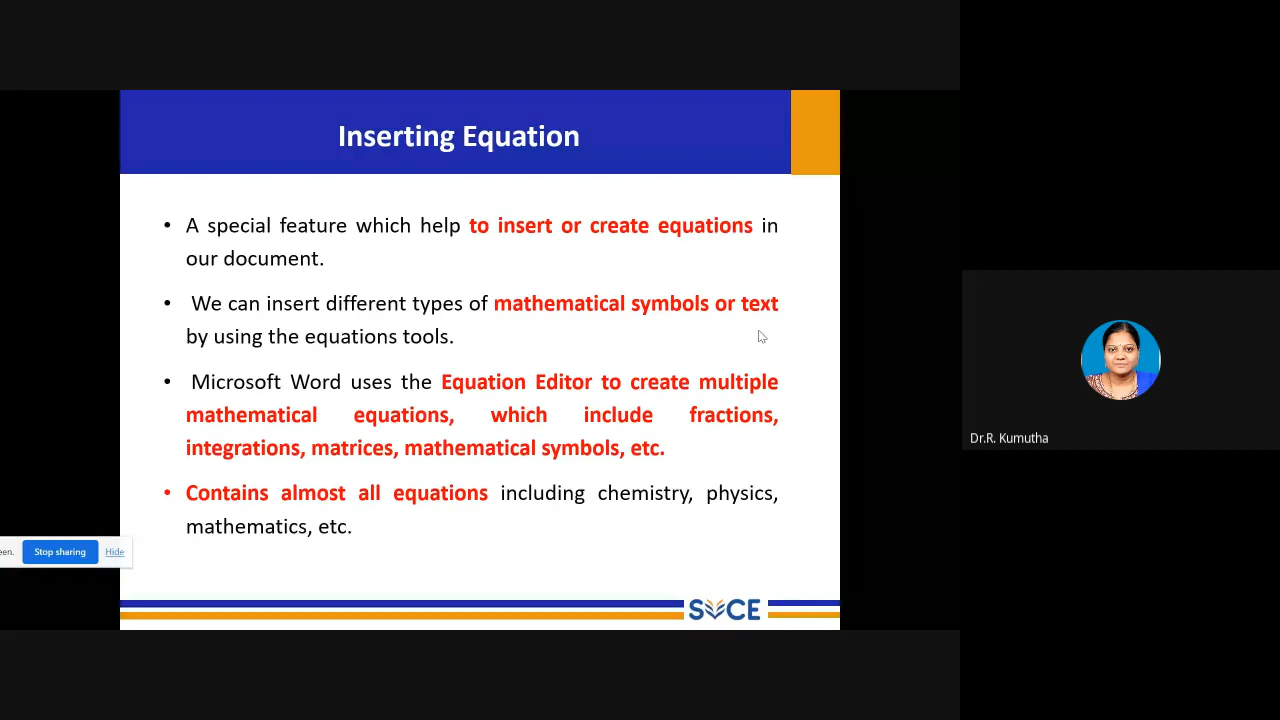 Inserting Equation
• A special feature which help to insert or create equations in
our document.
• We can insert different types of mathematical symbols or text
by using the equations tools.
• Microsoft Word uses the Equation Editor to create multiple
mathematical equations, which include fractions,
integrations, matrices, mathematical symbols, etc.
• Contains almost all equations including chemistry, physics,
mathematics, etc.
een. Stop sharing Hide
SVCE
Dr.R. Kumutha